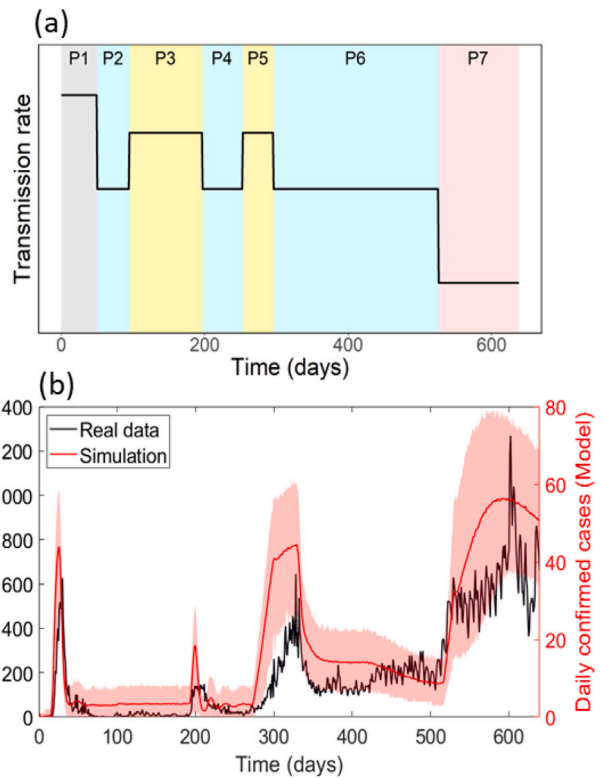 (a)
P1 P2 P3 P4 P5 P6 P7
Transmission rate
0 200 400 600
Time (days)
(b)
400
200
000
800
600
400
200
0
Real data
Simulation
80
60
40
20
0
Daily confirmed cases (Model)
0 100 200 300 400 500 600
Time (days)